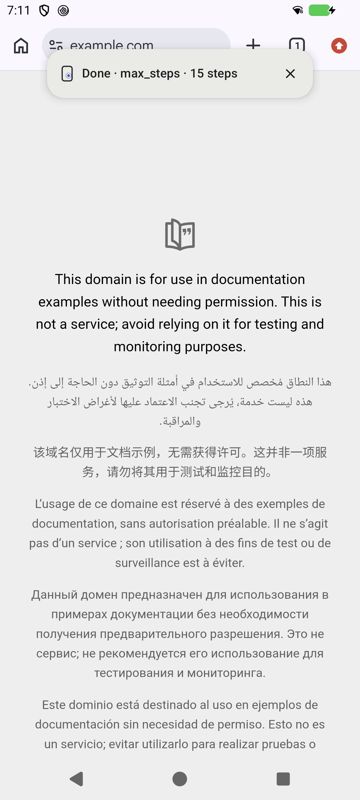 7:11
example.com
1
Done · max_steps · 15 steps
This domain is for use in documentation
examples without needing permission. This is
not a service; avoid relying on it for testing and
monitoring purposes.
هذا النطاق مُخصص للاستخدام في أمثلة التوثيق دون الحاجة إلى إذن.
هذه ليست خدمة، يُرجى تجنب الاعتماد عليها لأغراض الاختبار
والمراقبة.
该域名仅用于文档示例，无需获得许可。这并非一项服
务，请勿将其用于测试和监控目的。
L’usage de ce domaine est réservé à des exemples de
documentation, sans autorisation préalable. Il ne s’agit
pas d’un service ; son utilisation à des fins de test ou de
surveillance est à éviter.
Данный домен предназначен для использования в
примерах документации без необходимости
получения предварительного разрешения. Это не
сервис; не рекомендуется его использование для
тестирования и мониторинга.
Este dominio está destinado al uso en ejemplos de
documentación sin necesidad de permiso. Esto no es
un servicio; evitar utilizarlo para realizar pruebas o